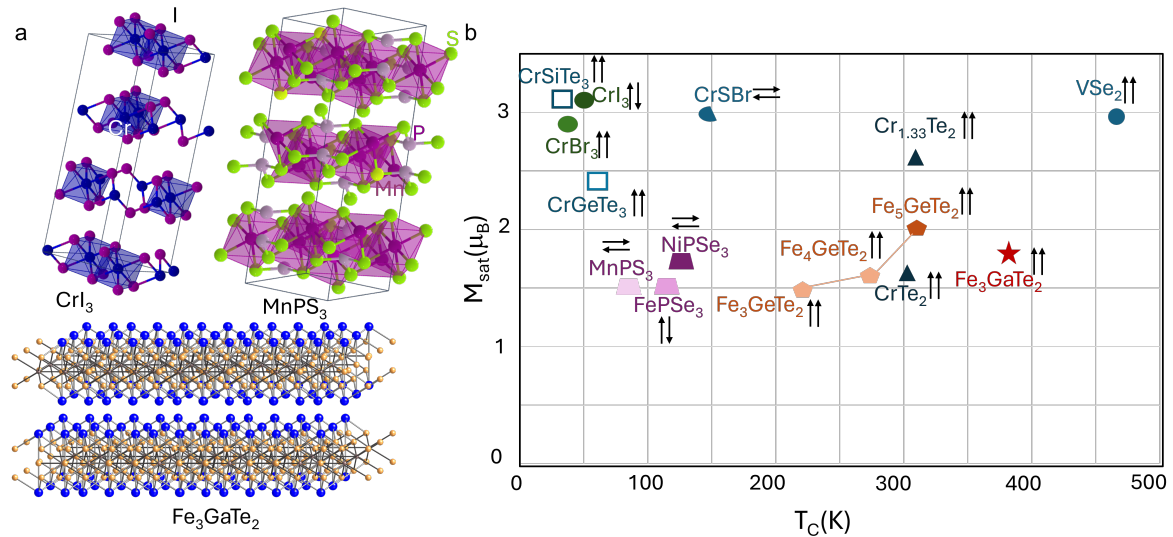 a
I
Cr
CrI₃
S
P
Mn
MnPS₃
Fe₃GaTe₂
b
M_sat(μ_B)
3
2
1
0
CrSiTe₃ ↑↑
CrI₃ ↑↓
CrBr₃ ↑↑
CrGeTe₃ ↑↑
CrSBr ⇄
VSe₂ ↑↑
Cr₁.₃₃Te₂ ↑↑
Fe₅GeTe₂ ↑↑
NiPSe₃
MnPS₃
FePSe₃
Fe₄GeTe₂ ↑↑
Fe₃GeTe₂ ↑↑
CrTe₂ ↑↑
Fe₃GaTe₂ ↑↑
0 100 200 300 400 500
T_C(K)